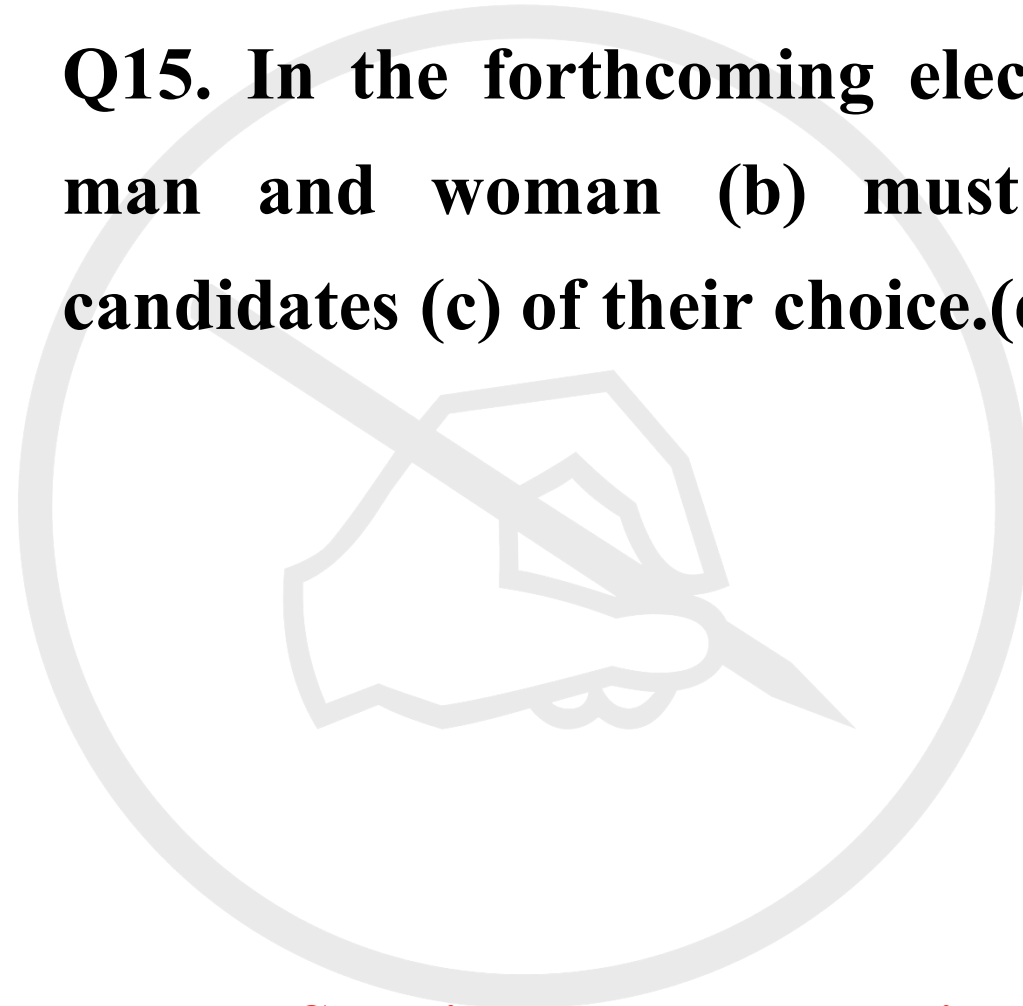 Q15. In the forthcoming elec
man and woman (b) must
candidates (c) of their choice.(